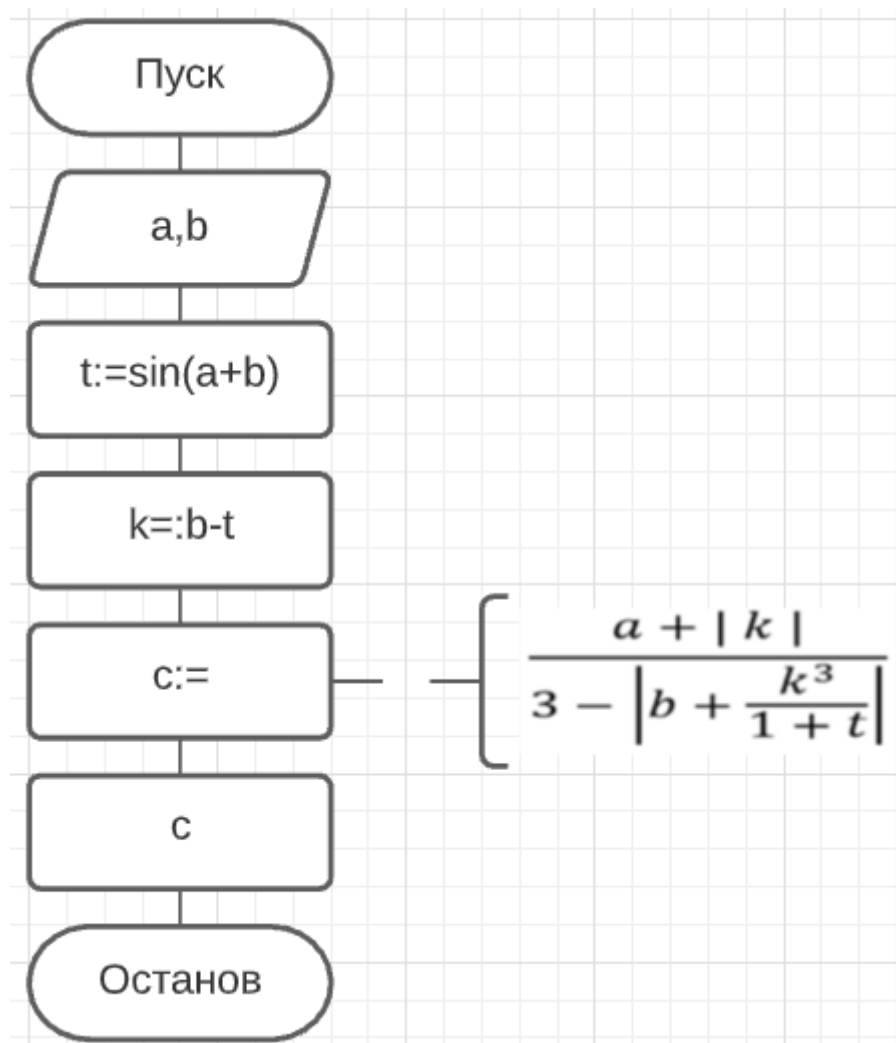 Пуск
a,b
t:=sin(a+b)
k=:b-t
c:=
a + | k |
3 − |b + k³/(1 + t)|
c
Останов